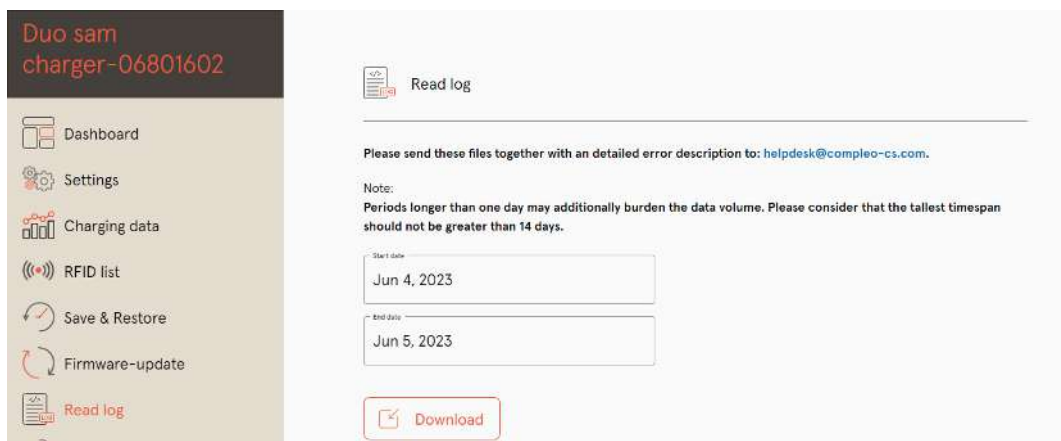 Duo sam
charger-06801602
Dashboard
Settings
Charging data
RFID list
Save & Restore
Firmware-update
Read log
Read log
Please send these files together with an detailed error description to: helpdesk@compleo-cs.com.
Note:
Periods longer than one day may additionally burden the data volume. Please consider that the tallest timespan
should not be greater than 14 days.
Start date
Jun 4, 2023
End date
Jun 5, 2023
Download